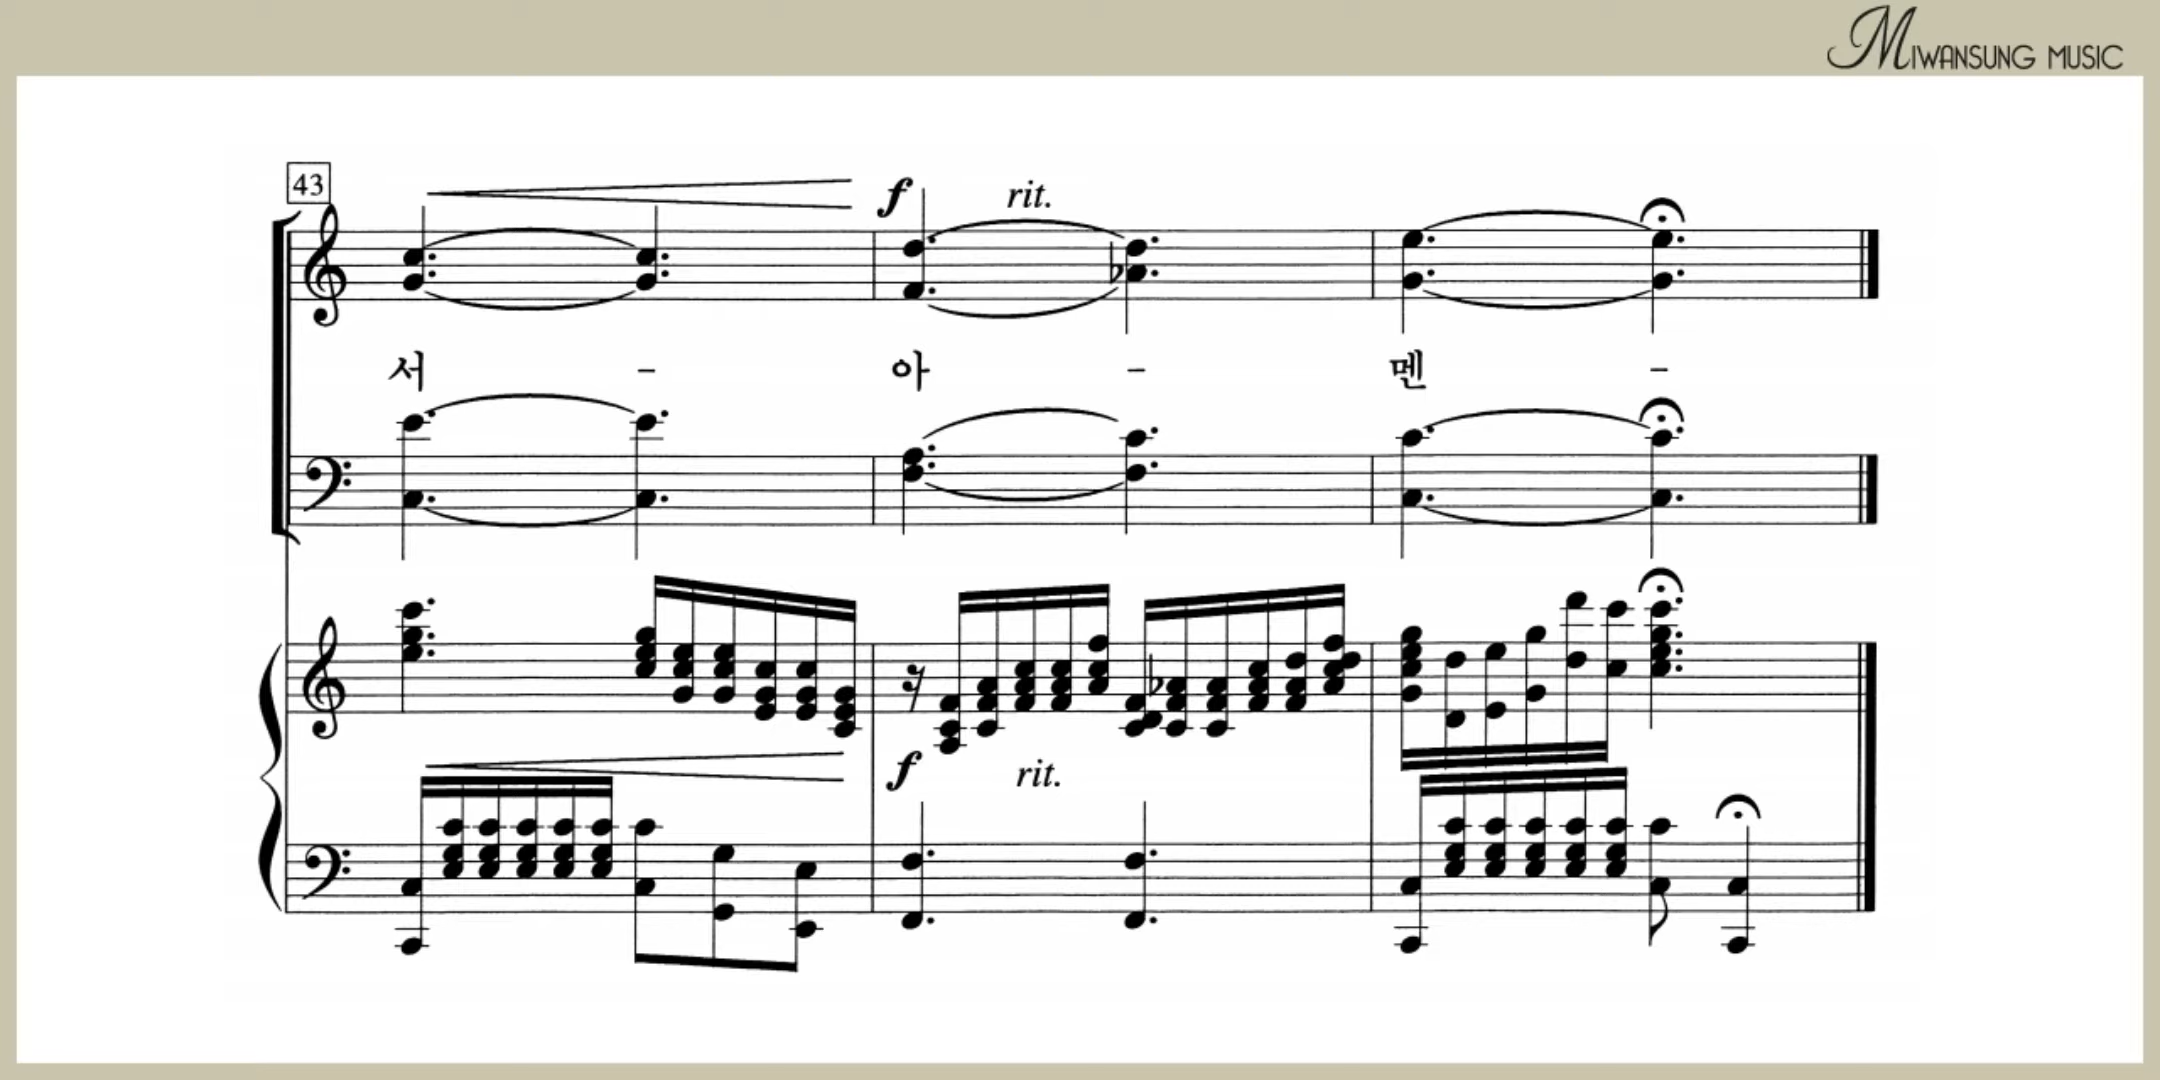 MIWANSUNG MUSIC
43
f rit.
서 - 아 - 멘 -
f rit.